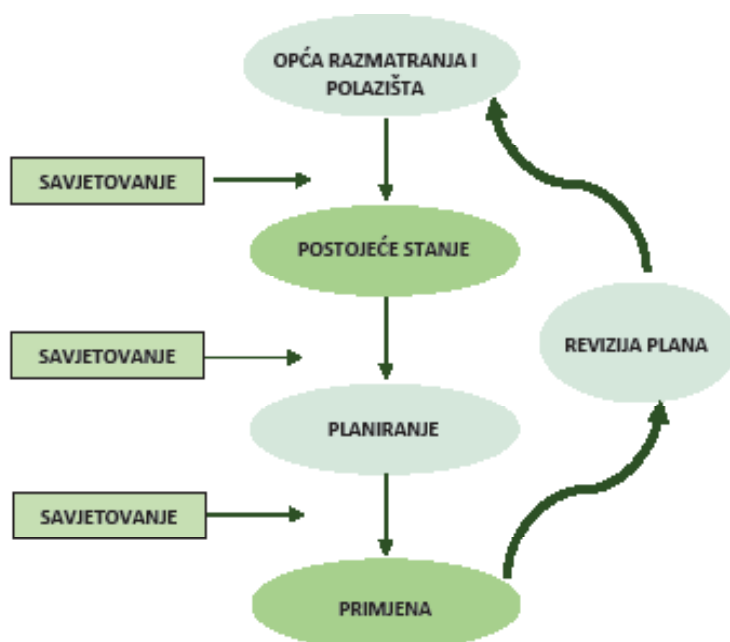 OPĆA RAZMATRANJA I
POLAZIŠTA
SAVJETOVANJE
POSTOJEĆE STANJE
REVIZIJA PLANA
SAVJETOVANJE
PLANIRANJE
SAVJETOVANJE
PRIMJENA